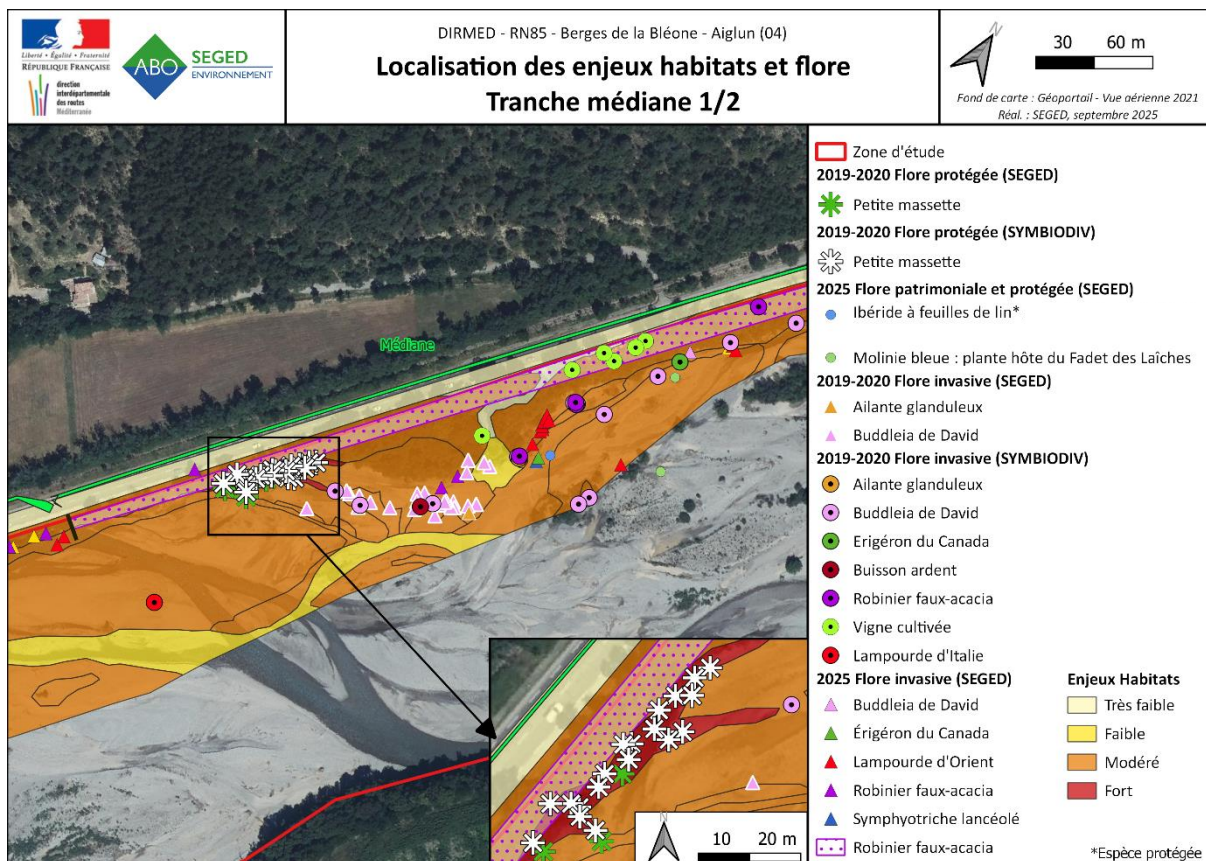 Liberté • Égalité • Fraternité
RÉPUBLIQUE FRANÇAISE
direction
interdépartementale
des routes
Méditerranée
ABO
SEGED
ENVIRONNEMENT
DIRMED - RN85 - Berges de la Bléone - Aiglun (04)
Localisation des enjeux habitats et flore
Tranche médiane 1/2
N
30 60 m
Fond de carte : Géoportail - Vue aérienne 2021
Réal. : SEGED, septembre 2025
Médiane
N
10 20 m
Zone d'étude
2019-2020 Flore protégée (SEGED)
Petite massette
2019-2020 Flore protégée (SYMBIODIV)
Petite massette
2025 Flore patrimoniale et protégée (SEGED)
Ibéride à feuilles de lin*
Molinie bleue : plante hôte du Fadet des Laîches
2019-2020 Flore invasive (SEGED)
Ailante glanduleux
Buddleia de David
2019-2020 Flore invasive (SYMBIODIV)
Ailante glanduleux
Buddleia de David
Erigéron du Canada
Buisson ardent
Robinier faux-acacia
Vigne cultivée
Lampourde d'Italie
2025 Flore invasive (SEGED)
Buddleia de David
Érigéron du Canada
Lampourde d'Orient
Robinier faux-acacia
Symphyotriche lancéolé
Robinier faux-acacia
Enjeux Habitats
Très faible
Faible
Modéré
Fort
*Espèce protégée